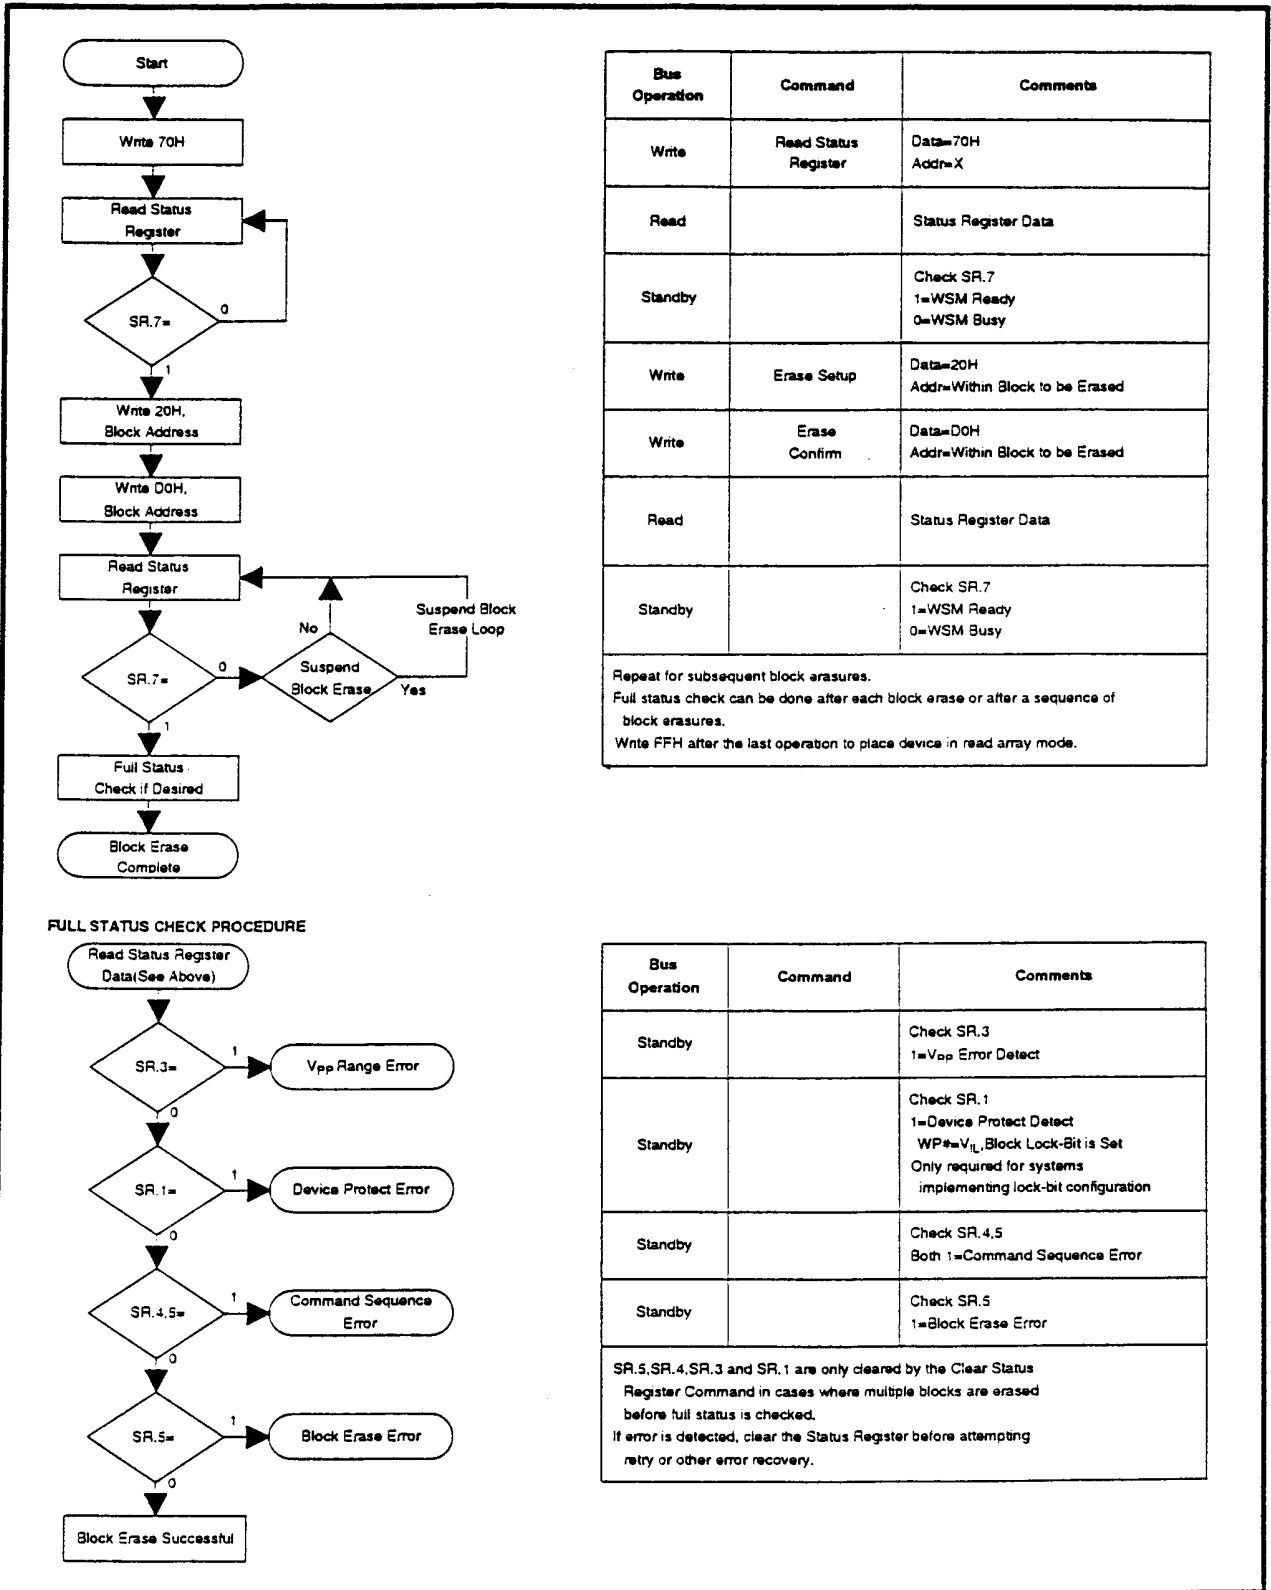 Start
Write 70H
Read Status
Register
SR.7=
0
1
Write 20H,
Block Address
Write D0H,
Block Address
Read Status
Register
SR.7=
0
1
No
Suspend
Block Erase
Yes
Suspend Block
Erase Loop
Full Status
Check if Desired
Block Erase
Complete
Bus
Operation
Command
Comments
Write
Read Status
Register
Data=70H
Addr=X
Read
Status Register Data
Standby
Check SR.7
1=WSM Ready
0=WSM Busy
Write
Erase Setup
Data=20H
Addr=Within Block to be Erased
Write
Erase
Confirm
Data=D0H
Addr=Within Block to be Erased
Read
Status Register Data
Standby
Check SR.7
1=WSM Ready
0=WSM Busy
Repeat for subsequent block erasures.
Full status check can be done after each block erase or after a sequence of
block erasures.
Write FFH after the last operation to place device in read array mode.
FULL STATUS CHECK PROCEDURE
Read Status Register
Data(See Above)
SR.3=
1
VPP Range Error
0
SR.1=
1
Device Protect Error
0
SR.4,5=
1
Command Sequence
Error
0
SR.5=
1
Block Erase Error
0
Block Erase Successful
Bus
Operation
Command
Comments
Standby
Check SR.3
1=VPP Error Detect
Standby
Check SR.1
1=Device Protect Detect
WP#=VIL,Block Lock-Bit is Set
Only required for systems
implementing lock-bit configuration
Standby
Check SR.4,5
Both 1=Command Sequence Error
Standby
Check SR.5
1=Block Erase Error
SR.5,SR.4,SR.3 and SR.1 are only cleared by the Clear Status
Register Command in cases where multiple blocks are erased
before full status is checked.
If error is detected, clear the Status Register before attempting
retry or other error recovery.